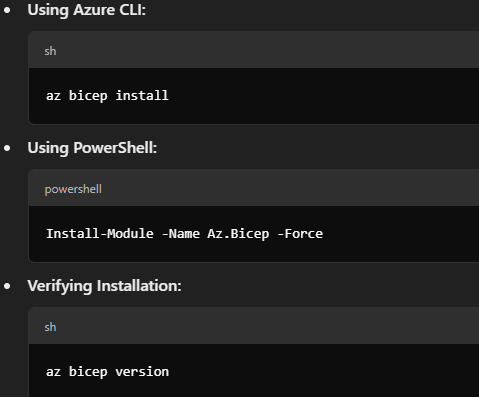 Using Azure CLI:
sh
az bicep install
Using PowerShell:
powershell
Install-Module -Name Az.Bicep -Force
Verifying Installation:
sh
az bicep version